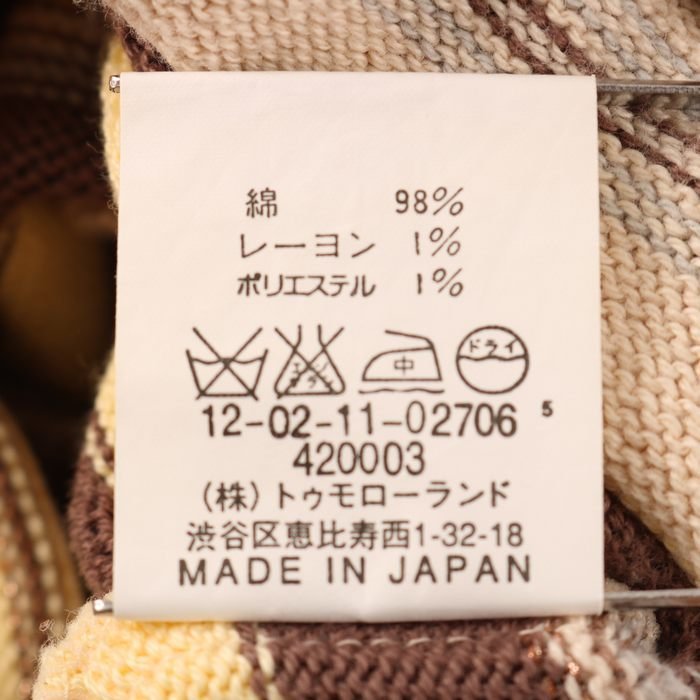 綿 98%
レーヨン 1%
ポリエステル 1%
中 ドライ
12-02-11-02706 5
420003
(株)トゥモローランド
渋谷区恵比寿西1-32-18
MADE IN JAPAN